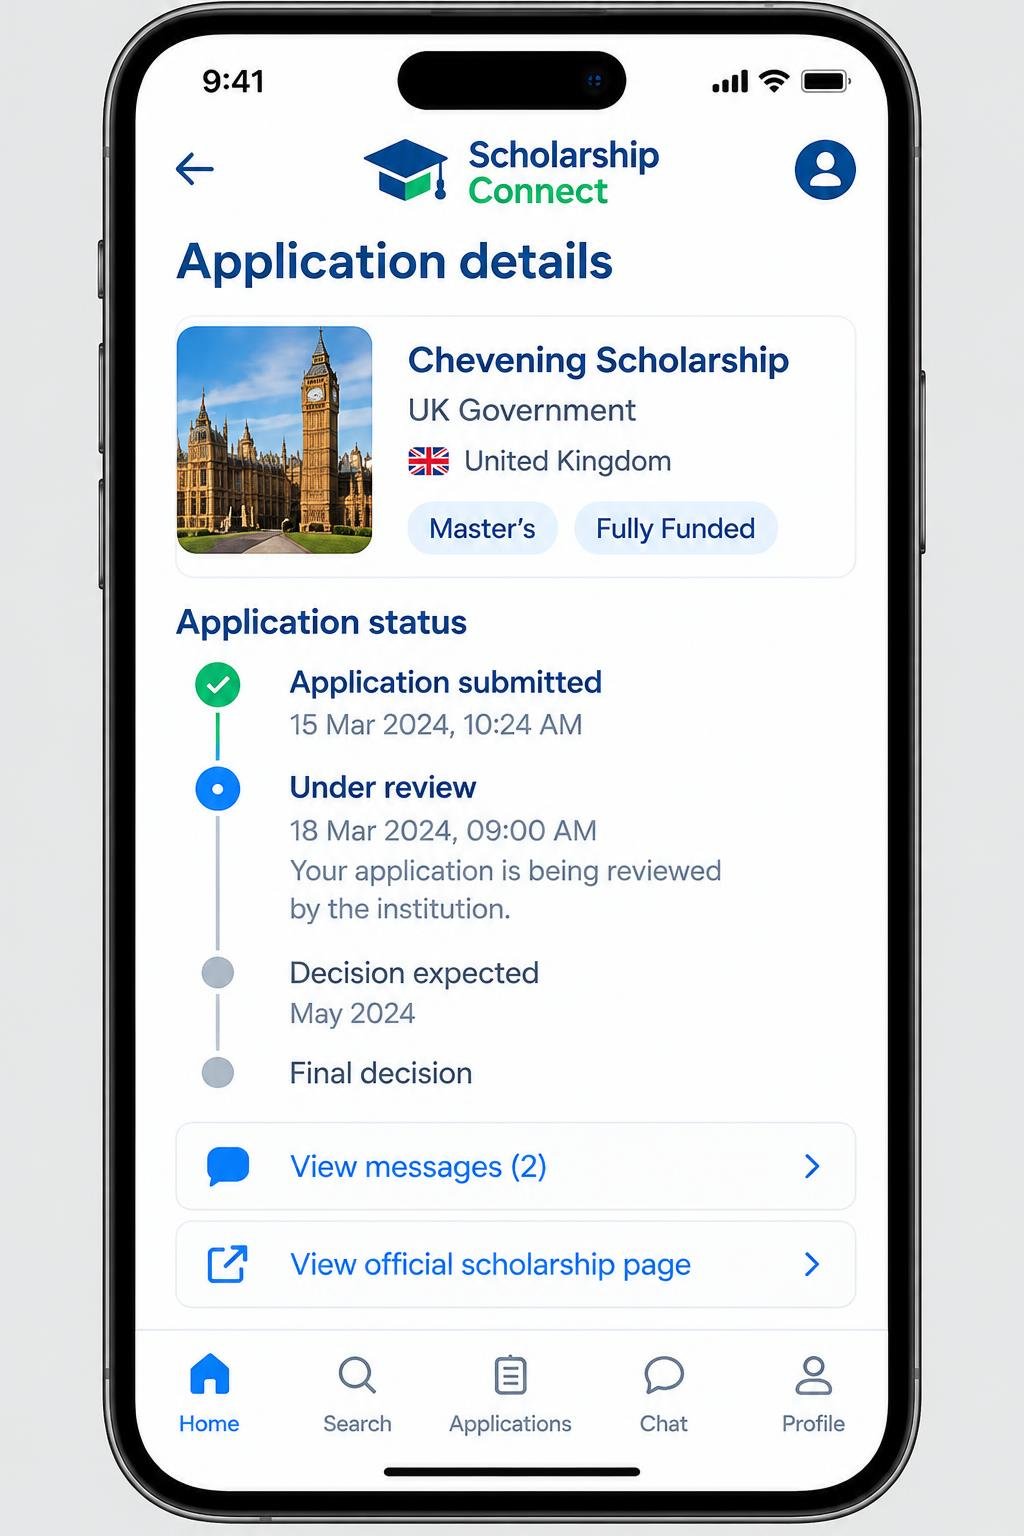 9:41
Scholarship
Connect
Application details
Chevening Scholarship
UK Government
United Kingdom
Master's
Fully Funded
Application status
Application submitted
15 Mar 2024, 10:24 AM
Under review
18 Mar 2024, 09:00 AM
Your application is being reviewed
by the institution.
Decision expected
May 2024
Final decision
View messages (2)
View official scholarship page
Home
Search
Applications
Chat
Profile